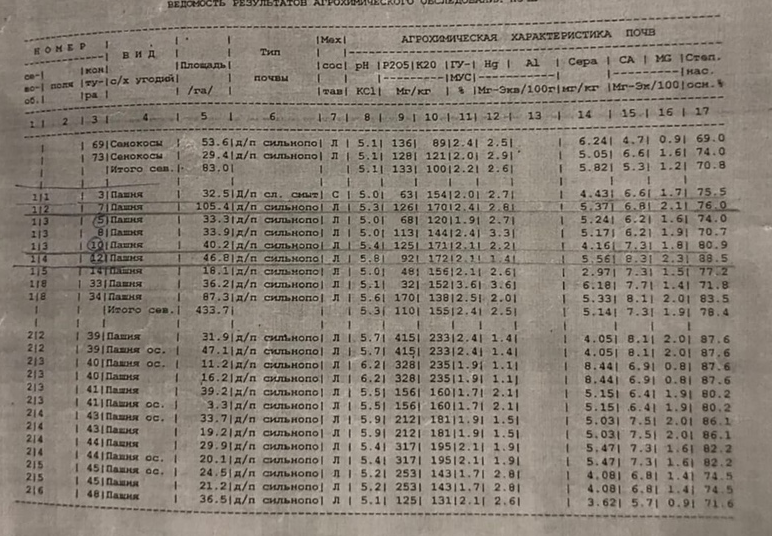 ВЕДОМОСТЬ РЕЗУЛЬТАТОВ АГРОХИМИЧЕСКОГО ОБСЛЕДОВАНИЯ
НОМЕР | ВИД | Площадь | Тип | Мех | АГРОХИМИЧЕСКАЯ ХАРАКТЕРИСТИКА ПОЧВ
се-во-об. | поля | кон ту-ра | с/х угодий | /га/ | почвы | сос тав | pH KCl | P2O5 | K2O Мг/кг | ГУ-МУС % | Hg | Al Мг-Экв/100г | Сера мг/кг | CA | MG Мг-Эк/100 | Степ. нас. осн.%
1| 2 | 3| 4. | 5 | 6. | 7 | 8 | 9 | 10 |11| 12 | 13 | 14 | 15 | 16 | 17
69|Сенокосы | 53.6|д/п сильнопо| Л | 5.1| 136| 89|2.4| 2.5| | 6.24| 4.7| 0.9| 69.0
73|Сенокосы | 29.4|д/п сильнопо| Л | 5.1| 128| 121|2.0| 2.9| | 5.05| 6.6| 1.6| 74.0
|Итого сев.| 83.0| | | 5.1| 133| 100|2.2| 2.6| | 5.82| 5.3| 1.2| 70.8
1|1 3|Пашня | 32.5|Д/п сл. смыт| С | 5.0| 63| 154|2.0| 2.7| | 4.43| 6.6| 1.7| 75.5
1|2 7|Пашня | 105.4|д/п сильнопо| Л | 5.3| 126| 170|2.4| 2.8| | 5.37| 6.8| 2.1| 76.0
1|3 5|Пашня | 33.3|д/п сильнопо| Л | 5.0| 68| 120|1.9| 2.7| | 5.24| 6.2| 1.6| 74.0
1|3 8|Пашня | 33.9|д/п сильнопо| Л | 5.0| 113| 144|2.4| 3.3| | 5.17| 6.2| 1.9| 70.7
1|3 10|Пашня | 40.2|д/п сильнопо| Л | 5.4| 125| 171|2.1| 2.2| | 4.16| 7.3| 1.8| 80.9
1|4 12|Пашня | 46.8|д/п сильнопо| Л | 5.8| 92| 172|2.1| 1.4| | 5.56| 8.3| 2.3| 88.5
1|5 14|Пашня | 18.1|д/п сильнопо| Л | 5.0| 48| 156|2.1| 2.6| | 2.97| 7.3| 1.5| 77.2
1|8 33|Пашня | 36.2|д/п сильнопо| Л | 5.1| 32| 152|3.6| 3.6| | 6.18| 7.7| 1.4| 71.8
1|8 34|Пашня | 87.3|д/п сильнопо| Л | 5.6| 170| 138|2.5| 2.0| | 5.33| 8.1| 2.0| 83.5
|Итого сев.| 433.7| | | 5.3| 110| 155|2.4| 2.5| | 5.14| 7.3| 1.9| 78.4
2|2 39|Пашня | 31.9|д/п сильнопо| Л | 5.7| 415| 233|2.4| 1.4| | 4.05| 8.1| 2.0| 87.6
2|2 39|Пашня ос. | 47.1|д/п сильнопо| Л | 5.7| 415| 233|2.4| 1.4| | 4.05| 8.1| 2.0| 87.6
2|3 40|Пашня ос. | 11.2|д/п сильнопо| Л | 6.2| 328| 235|1.9| 1.1| | 8.44| 6.9| 0.8| 87.6
2|3 40|Пашня | 16.2|д/п сильнопо| Л | 6.2| 328| 235|1.9| 1.1| | 8.44| 6.9| 0.8| 87.6
2|3 41|Пашня | 39.2|д/п сильнопо| Л | 5.5| 156| 160|1.7| 2.1| | 5.15| 6.4| 1.9| 80.2
2|3 41|Пашня ос. | 3.3|д/п сильнопо| Л | 5.5| 156| 160|1.7| 2.1| | 5.15| 6.4| 1.9| 80.2
2|4 43|Пашня ос. | 33.7|д/п сильнопо| Л | 5.9| 212| 181|1.9| 1.5| | 5.03| 7.5| 2.0| 86.1
2|4 43|Пашня | 19.2|д/п сильнопо| Л | 5.9| 212| 181|1.9| 1.5| | 5.03| 7.5| 2.0| 86.1
2|4 44|Пашня | 29.9|д/п сильнопо| Л | 5.4| 317| 195|2.1| 1.9| | 5.47| 7.3| 1.6| 82.2
2|4 44|Пашня ос. | 20.1|д/п сильнопо| Л | 5.4| 317| 195|2.1| 1.9| | 5.47| 7.3| 1.6| 82.2
2|5 45|Пашня ос. | 24.5|д/п сильнопо| Л | 5.2| 253| 143|1.7| 2.8| | 4.08| 6.8| 1.4| 74.5
2|5 45|Пашня | 21.2|д/п сильнопо| Л | 5.2| 253| 143|1.7| 2.8| | 4.08| 6.8| 1.4| 74.5
2|6 48|Пашня | 36.5|д/п сильнопо| Л | 5.1| 125| 131|2.1| 2.6| | 3.62| 5.7| 0.9| 71.6